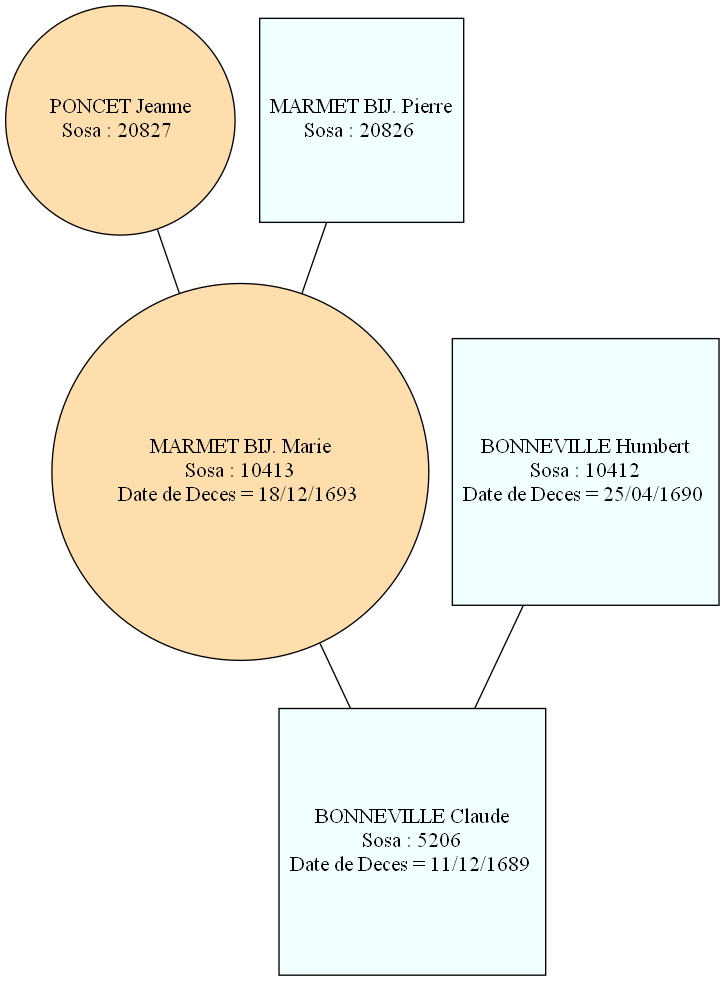 PONCET Jeanne
Sosa : 20827
MARMET BIJ. Pierre
Sosa : 20826
MARMET BIJ. Marie
Sosa : 10413
Date de Deces = 18/12/1693
BONNEVILLE Humbert
Sosa : 10412
Date de Deces = 25/04/1690
BONNEVILLE Claude
Sosa : 5206
Date de Deces = 11/12/1689